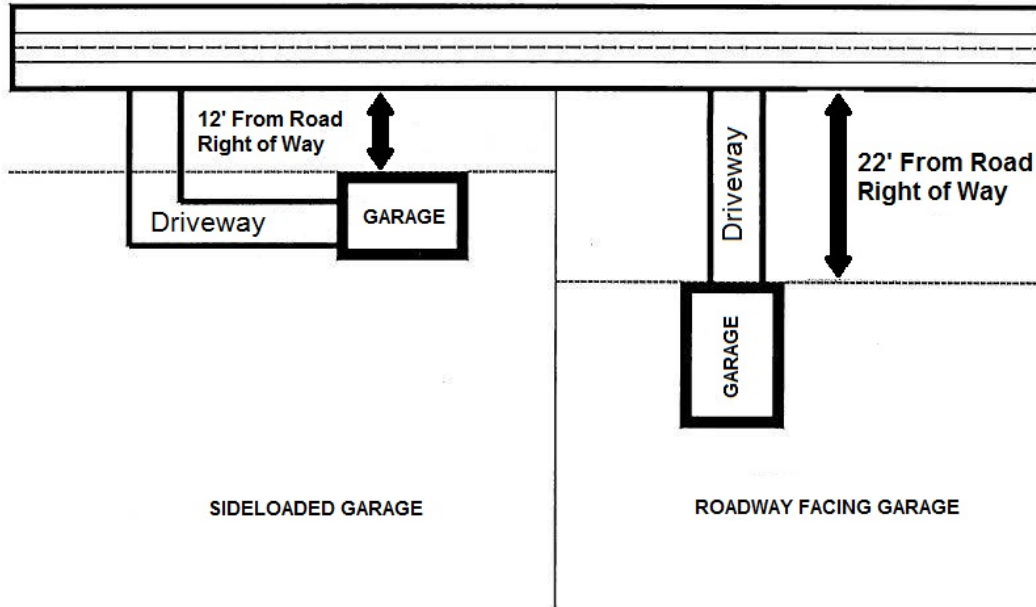 12' From Road
Right of Way
Driveway
GARAGE
SIDELOADED GARAGE
Driveway
22' From Road
Right of Way
GARAGE
ROADWAY FACING GARAGE